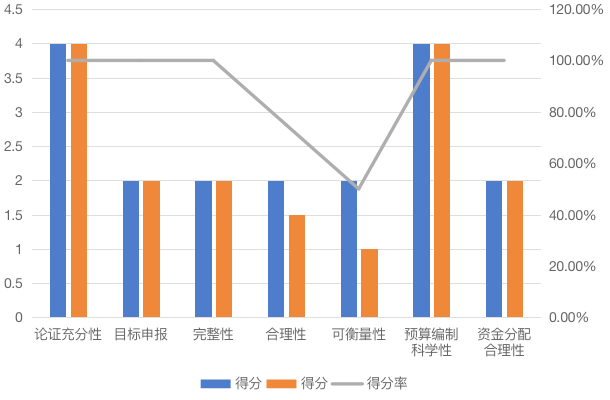 4.5
4
3.5
3
2.5
2
1.5
1
0.5
0
120.00%
100.00%
80.00%
60.00%
40.00%
20.00%
0.00%
论证充分性
目标申报
完整性
合理性
可衡量性
预算编制
科学性
资金分配
合理性
得分
得分
得分率